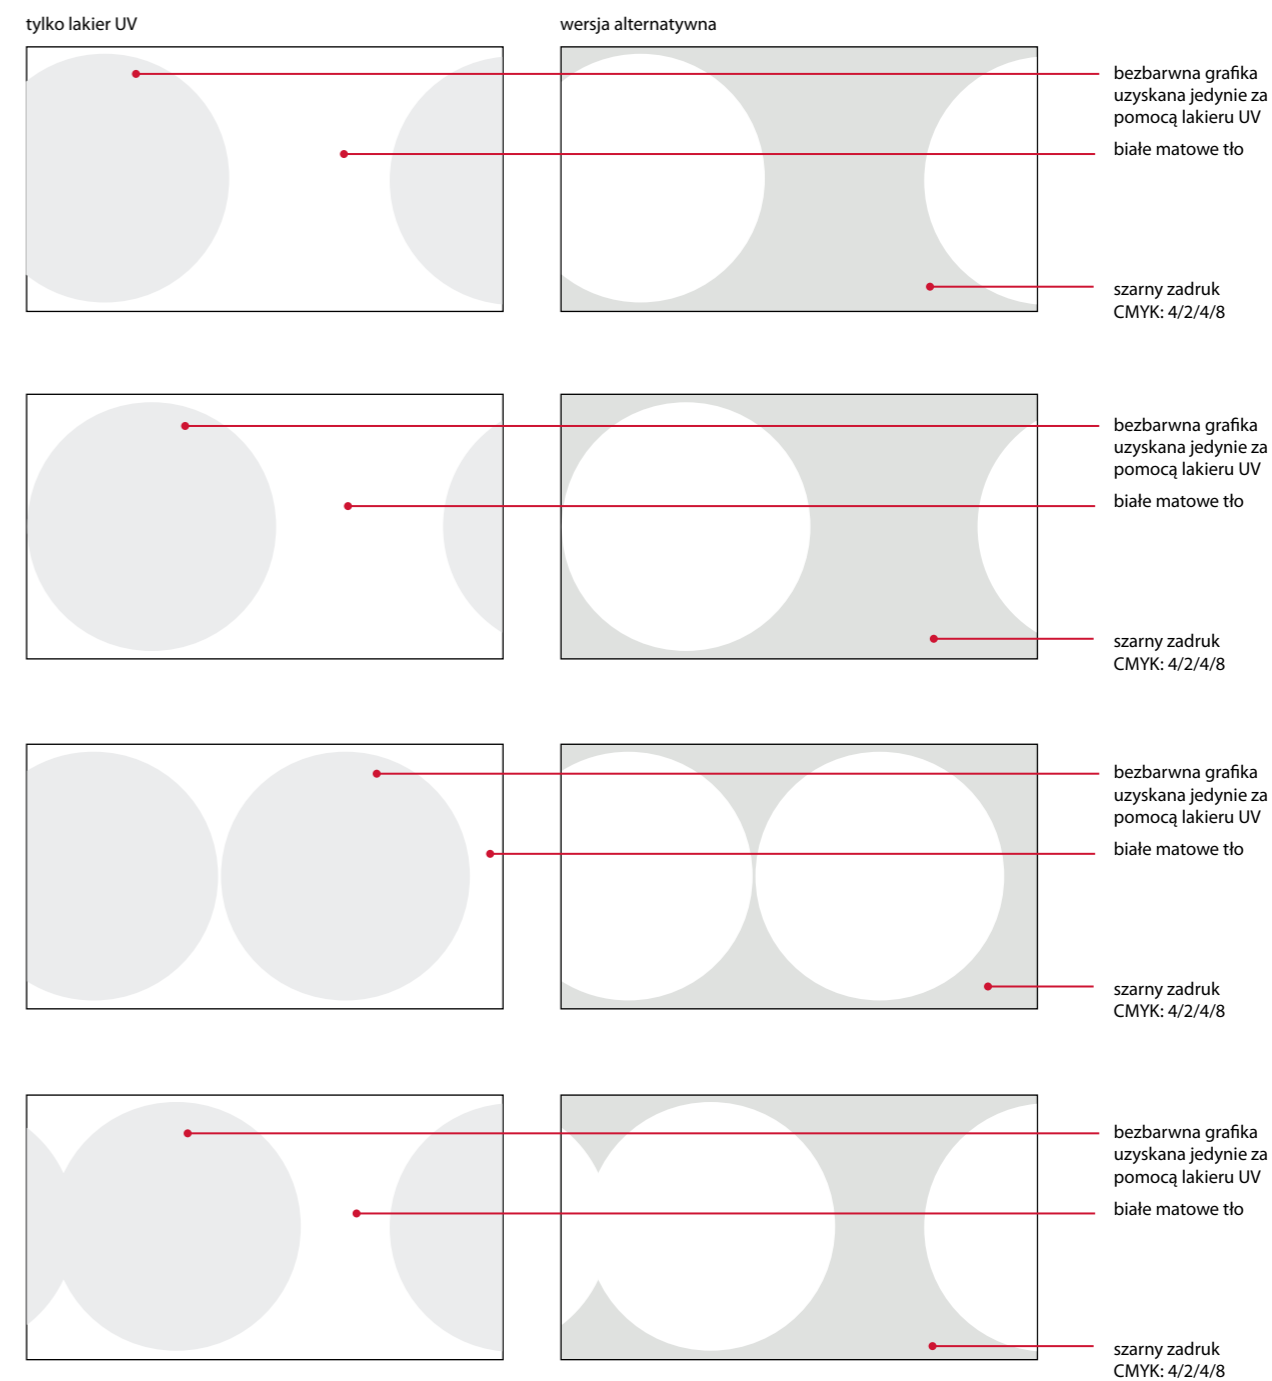 tylko lakier UV
wersja alternatywna
bezbarwna grafika
uzyskana jedynie za
pomocą lakieru UV
białe matowe tło
szarny zadruk
CMYK: 4/2/4/8
bezbarwna grafika
uzyskana jedynie za
pomocą lakieru UV
białe matowe tło
szarny zadruk
CMYK: 4/2/4/8
bezbarwna grafika
uzyskana jedynie za
pomocą lakieru UV
białe matowe tło
szarny zadruk
CMYK: 4/2/4/8
bezbarwna grafika
uzyskana jedynie za
pomocą lakieru UV
białe matowe tło
szarny zadruk
CMYK: 4/2/4/8